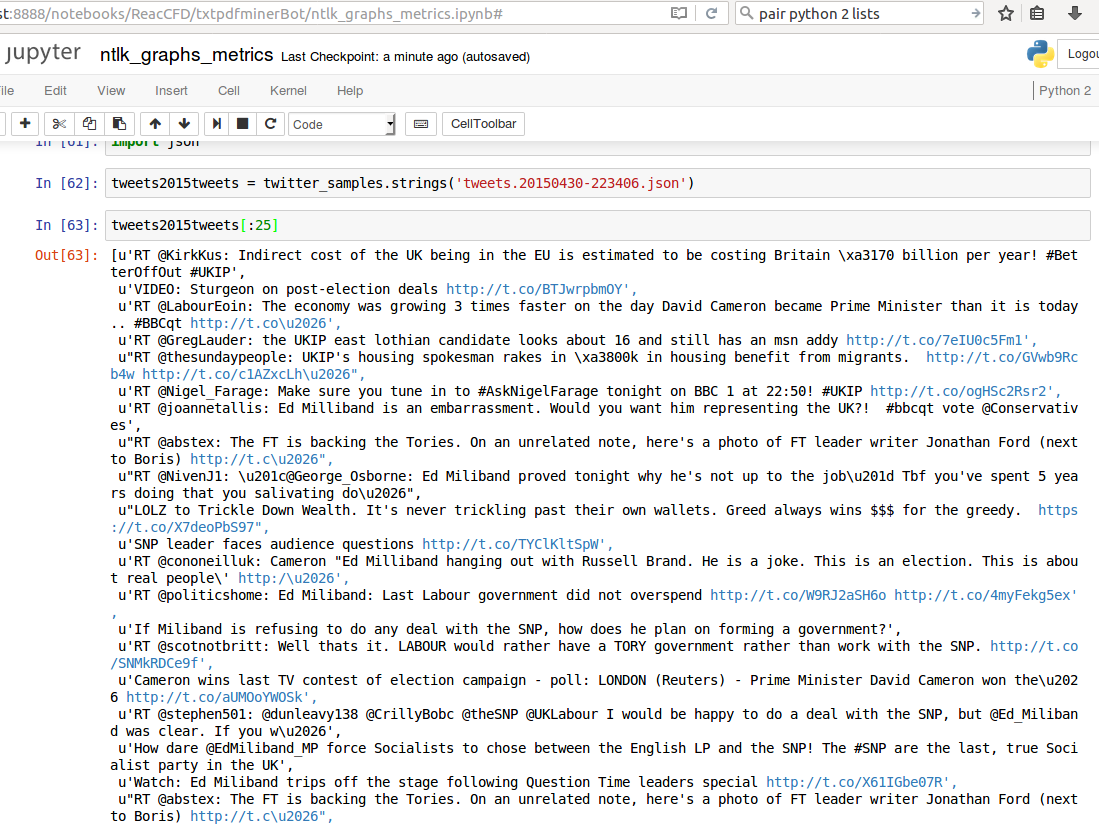 st:8888/notebooks/ReacCFD/txtpdfminerBot/ntlk_graphs_metrics.ipynb#
pair python 2 lists
jupyter ntlk_graphs_metrics Last Checkpoint: a minute ago (autosaved)
Logou
ile Edit View Insert Cell Kernel Help
Python 2
Code
CellToolbar
In [61]: import json
In [62]: tweets2015tweets = twitter_samples.strings('tweets.20150430-223406.json')
In [63]: tweets2015tweets[:25]
Out[63]: [u'RT @KirkKus: Indirect cost of the UK being in the EU is estimated to be costing Britain \xa3170 billion per year! #Bet
terOffOut #UKIP',
u'VIDEO: Sturgeon on post-election deals http://t.co/BTJwrpbmOY',
u'RT @LabourEoin: The economy was growing 3 times faster on the day David Cameron became Prime Minister than it is today
.. #BBCqt http://t.co\u2026',
u'RT @GregLauder: the UKIP east lothian candidate looks about 16 and still has an msn addy http://t.co/7eIU0c5Fm1',
u"RT @thesundaypeople: UKIP's housing spokesman rakes in \xa3800k in housing benefit from migrants.  http://t.co/GVwb9Rc
b4w http://t.co/c1AZxcLh\u2026",
u'RT @Nigel_Farage: Make sure you tune in to #AskNigelFarage tonight on BBC 1 at 22:50! #UKIP http://t.co/ogHSc2Rsr2',
u'RT @joannetallis: Ed Milliband is an embarrassment. Would you want him representing the UK?!  #bbcqt vote @Conservativ
es',
u"RT @abstex: The FT is backing the Tories. On an unrelated note, here's a photo of FT leader writer Jonathan Ford (next
to Boris) http://t.c\u2026",
u"RT @NivenJ1: \u201c@George_Osborne: Ed Miliband proved tonight why he's not up to the job\u201d Tbf you've spent 5 yea
rs doing that you salivating do\u2026",
u"LOLZ to Trickle Down Wealth. It's never trickling past their own wallets. Greed always wins $$$ for the greedy.  https
://t.co/X7deoPbS97",
u'SNP leader faces audience questions http://t.co/TYClKltSpW',
u'RT @cononeilluk: Cameron "Ed Milliband hanging out with Russell Brand. He is a joke. This is an election. This is abou
t real people\' http:/\u2026',
u'RT @politicshome: Ed Miliband: Last Labour government did not overspend http://t.co/W9RJ2aSH6o http://t.co/4myFekg5ex'
,
u'If Miliband is refusing to do any deal with the SNP, how does he plan on forming a government?',
u'RT @scotnotbritt: Well thats it. LABOUR would rather have a TORY government rather than work with the SNP. http://t.co
/SNMkRDCe9f',
u'Cameron wins last TV contest of election campaign - poll: LONDON (Reuters) - Prime Minister David Cameron won the\u202
6 http://t.co/aUMOoYWOSk',
u'RT @stephen501: @dunleavy138 @CrillyBobc @theSNP @UKLabour I would be happy to do a deal with the SNP, but @Ed_Miliban
d was clear. If you w\u2026',
u'How dare @EdMiliband_MP force Socialists to chose between the English LP and the SNP! The #SNP are the last, true Soci
alist party in the UK',
u'Watch: Ed Miliband trips off the stage following Question Time leaders special http://t.co/X61IGbe07R',
u"RT @abstex: The FT is backing the Tories. On an unrelated note, here's a photo of FT leader writer Jonathan Ford (next
to Boris) http://t.c\u2026",